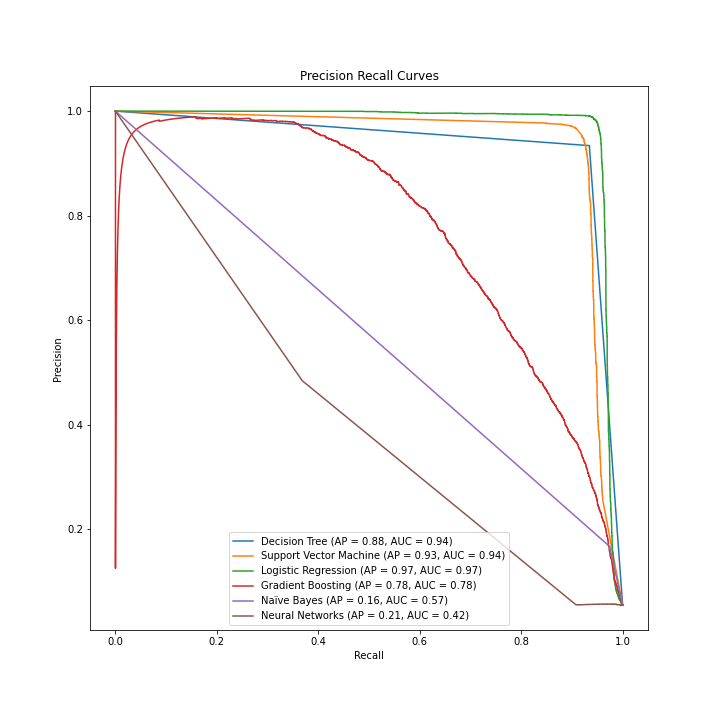 Precision Recall Curves
1.0
0.8
0.6
0.4
0.2
Precision
0.0
0.2
0.4
0.6
0.8
1.0
Recall
Decision Tree (AP = 0.88, AUC = 0.94)
Support Vector Machine (AP = 0.93, AUC = 0.94)
Logistic Regression (AP = 0.97, AUC = 0.97)
Gradient Boosting (AP = 0.78, AUC = 0.78)
Naïve Bayes (AP = 0.16, AUC = 0.57)
Neural Networks (AP = 0.21, AUC = 0.42)